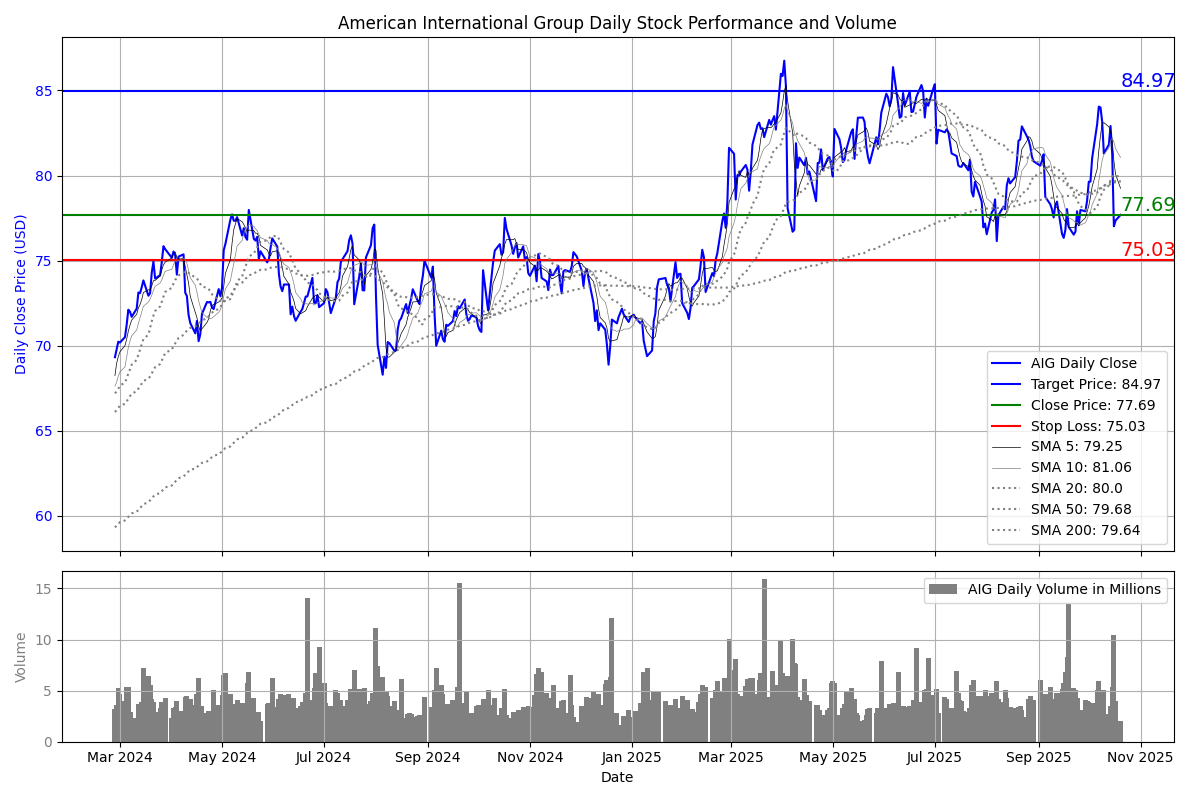 American International Group Daily Stock Performance and Volume
Daily Close Price (USD)
85
80
75
70
65
60
84.97
77.69
75.03
AIG Daily Close
Target Price: 84.97
Close Price: 77.69
Stop Loss: 75.03
SMA 5: 79.25
SMA 10: 81.06
SMA 20: 80.0
SMA 50: 79.68
SMA 200: 79.64
Volume
15
10
5
0
AIG Daily Volume in Millions
Mar 2024
May 2024
Jul 2024
Sep 2024
Nov 2024
Jan 2025
Mar 2025
May 2025
Jul 2025
Sep 2025
Nov 2025
Date